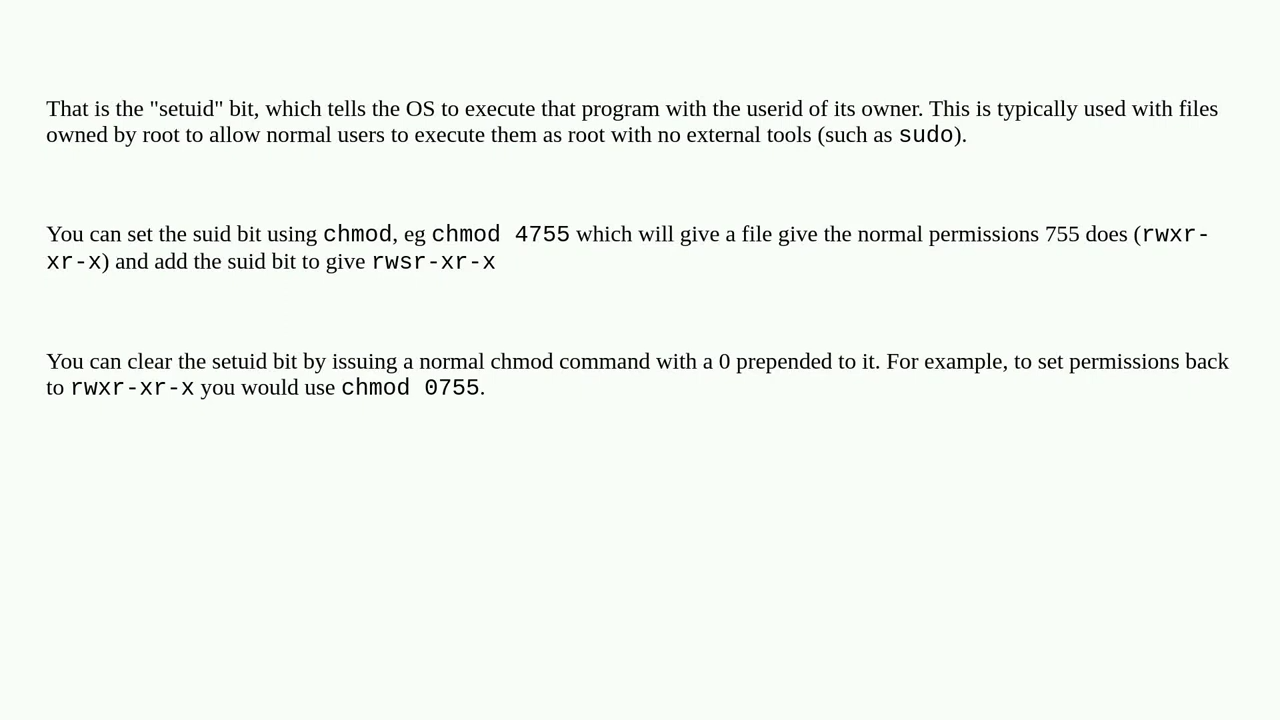 That is the "setuid" bit, which tells the OS to execute that program with the userid of its owner. This is typically used with files
owned by root to allow normal users to execute them as root with no external tools (such as sudo).
You can set the suid bit using chmod, eg chmod 4755 which will give a file give the normal permissions 755 does (rwxr-
xr-x) and add the suid bit to give rwsr-xr-x
You can clear the setuid bit by issuing a normal chmod command with a 0 prepended to it. For example, to set permissions back
to rwxr-xr-x you would use chmod 0755.